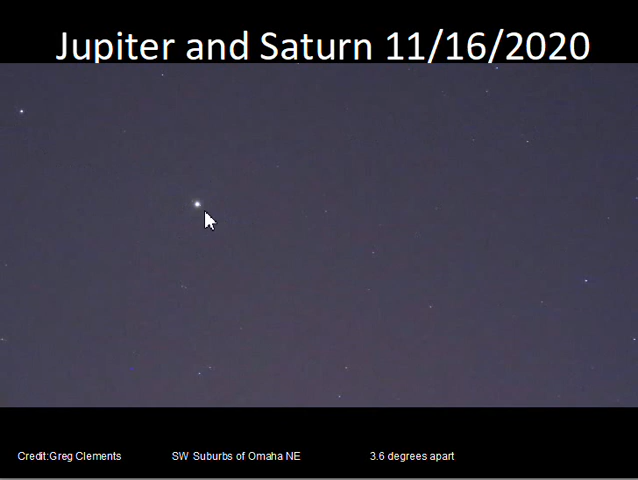 Jupiter and Saturn 11/16/2020
Credit:Greg Clements SW Suburbs of Omaha NE 3.6 degrees apart